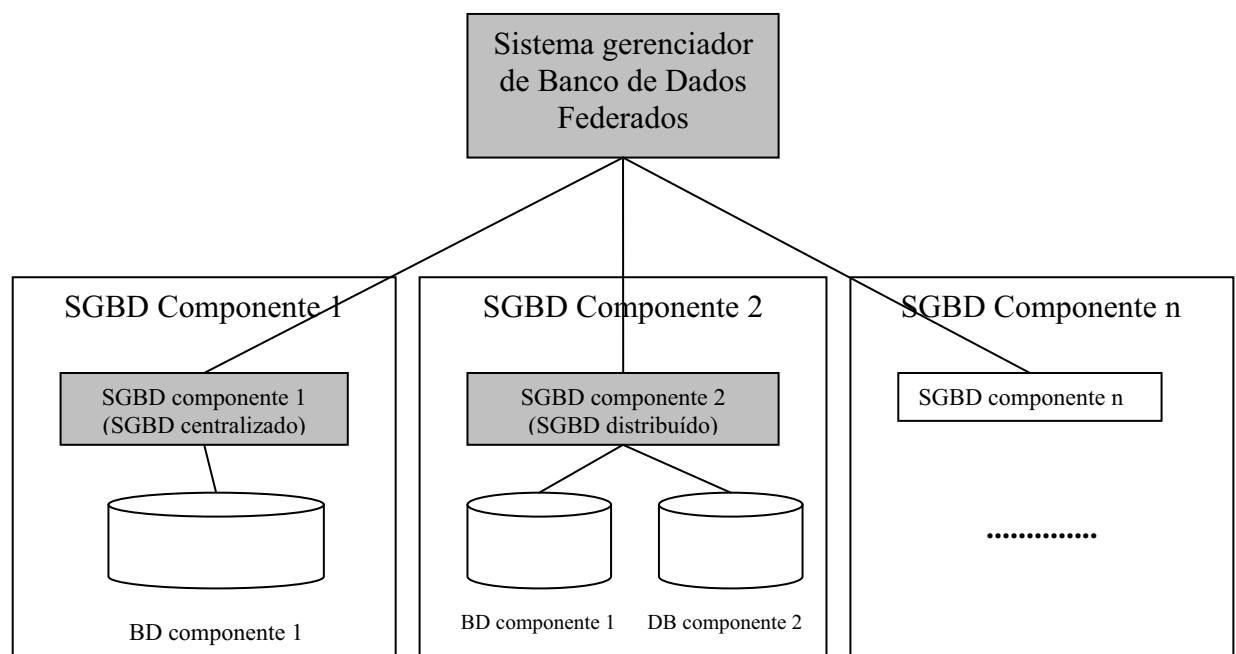 Sistema gerenciador
de Banco de Dados
Federados
SGBD Componente 1
SGBD componente 1
(SGBD centralizado)
BD componente 1
SGBD Componente 2
SGBD componente 2
(SGBD distribuído)
BD componente 1
DB componente 2
SGBD Componente n
SGBD componente n
..............